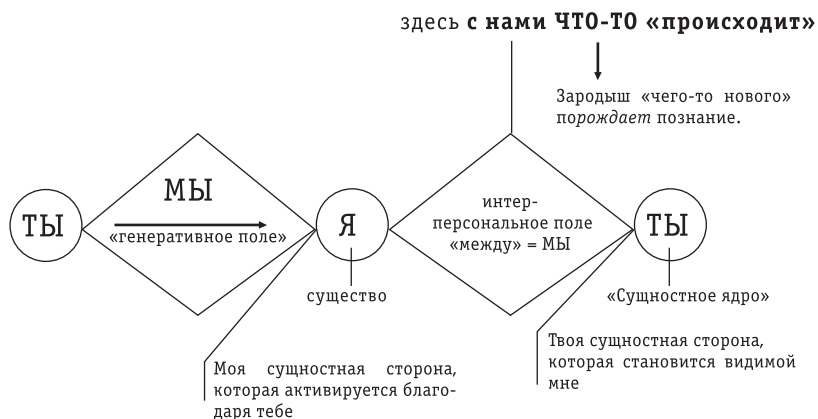 здесь с нами ЧТО-ТО «происходит»
Зародыш «чего-то нового»
порождает познание.
МЫ
«генеративное поле»
ТЫ
Я
интер-
персональное поле
«между» = МЫ
ТЫ
существо
«Сущностное ядро»
Моя сущностная сторона,
которая активируется благо-
даря тебе
Твоя сущностная сторона,
которая становится видимой
мне